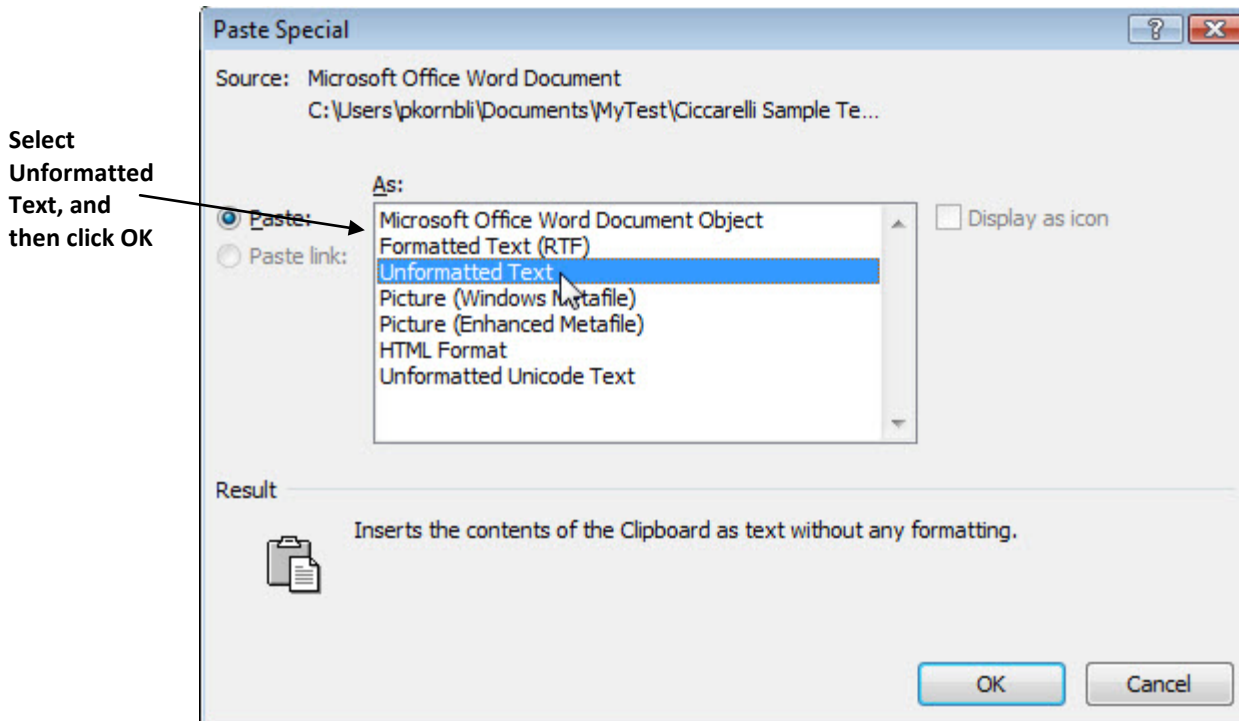 Paste Special
Source: Microsoft Office Word Document
C:\Users\pkornbli\Documents\MyTest\Ciccarelli Sample Te...
Select
Unformatted
Text, and
then click OK
As:
Paste:
Paste link:
Microsoft Office Word Document Object
Formatted Text (RTF)
Unformatted Text
Picture (Windows Metafile)
Picture (Enhanced Metafile)
HTML Format
Unformatted Unicode Text
Display as icon
Result
Inserts the contents of the Clipboard as text without any formatting.
OK
Cancel